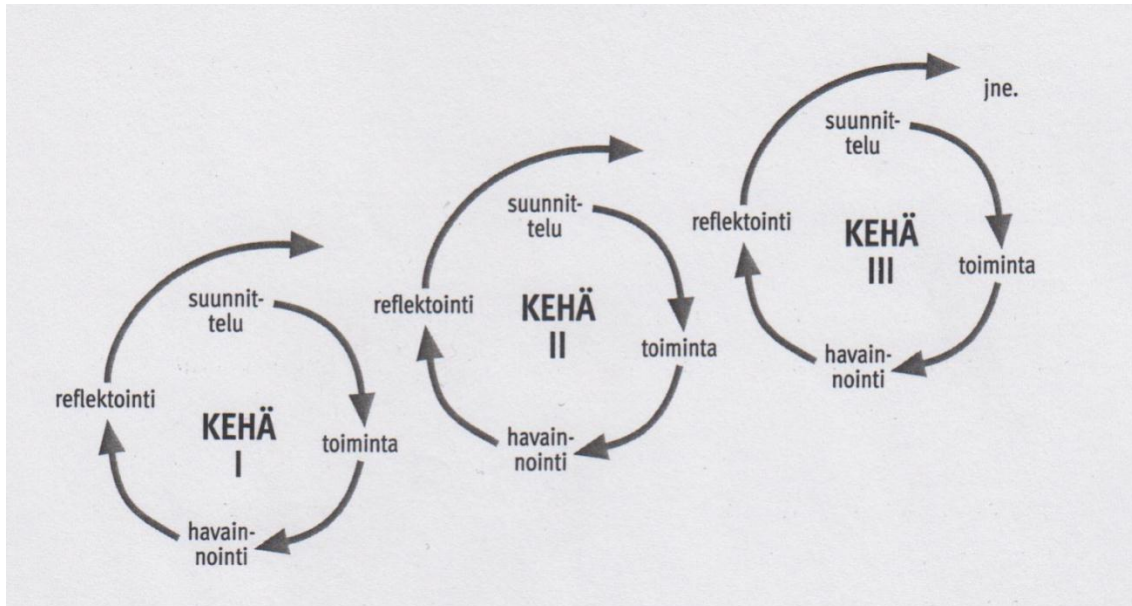 suunnit-
telu
reflektointi
KEHÄ
I
toiminta
havain-
nointi
suunnit-
telu
reflektointi
KEHÄ
II
toiminta
havain-
nointi
jne.
suunnit-
telu
reflektointi
KEHÄ
III
toiminta
havain-
nointi